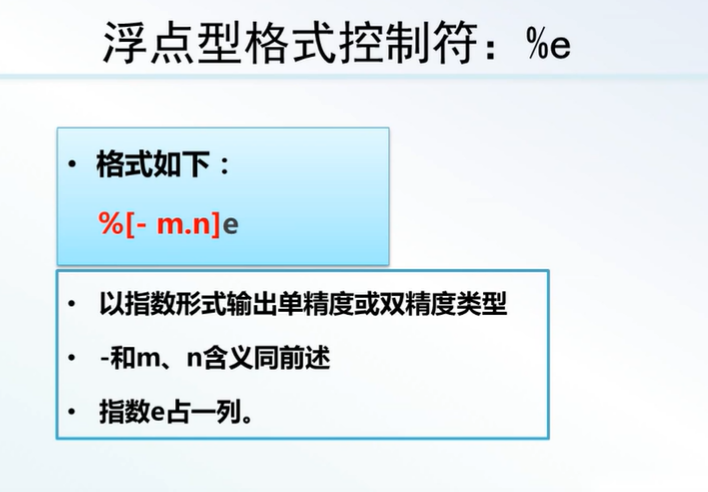 浮点型格式控制符：%e
• 格式如下：
%[- m.n]e
• 以指数形式输出单精度或双精度类型
• -和m、n含义同前述
• 指数e占一列。